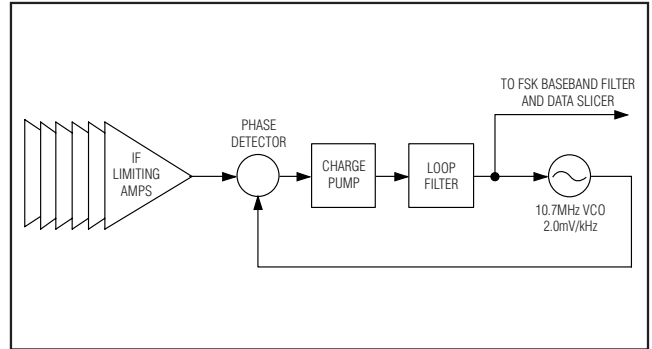 TO FSK BASEBAND FILTER
AND DATA SLICER
PHASE
DETECTOR
IF
LIMITING
AMPS
CHARGE
PUMP
LOOP
FILTER
10.7MHz VCO
2.0mV/kHz